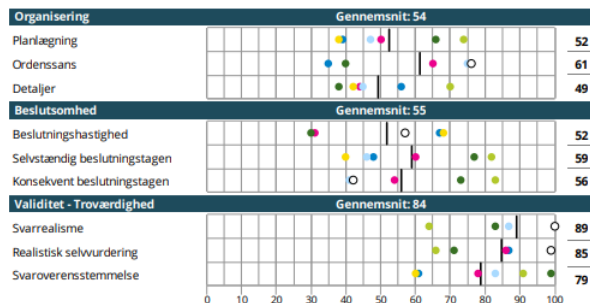 Organisering Gennemsnit: 54
Planlægning 52
Ordenssans 61
Detaljer 49
Beslutsomhed Gennemsnit: 55
Beslutningshastighed 52
Selvstændig beslutningstagen 59
Konsekvent beslutningstagen 56
Validitet - Troværdighed Gennemsnit: 84
Svarrealisme 89
Realistisk selvvurdering 85
Svaroverensstemmelse 79
0 10 20 30 40 50 60 70 80 90 100